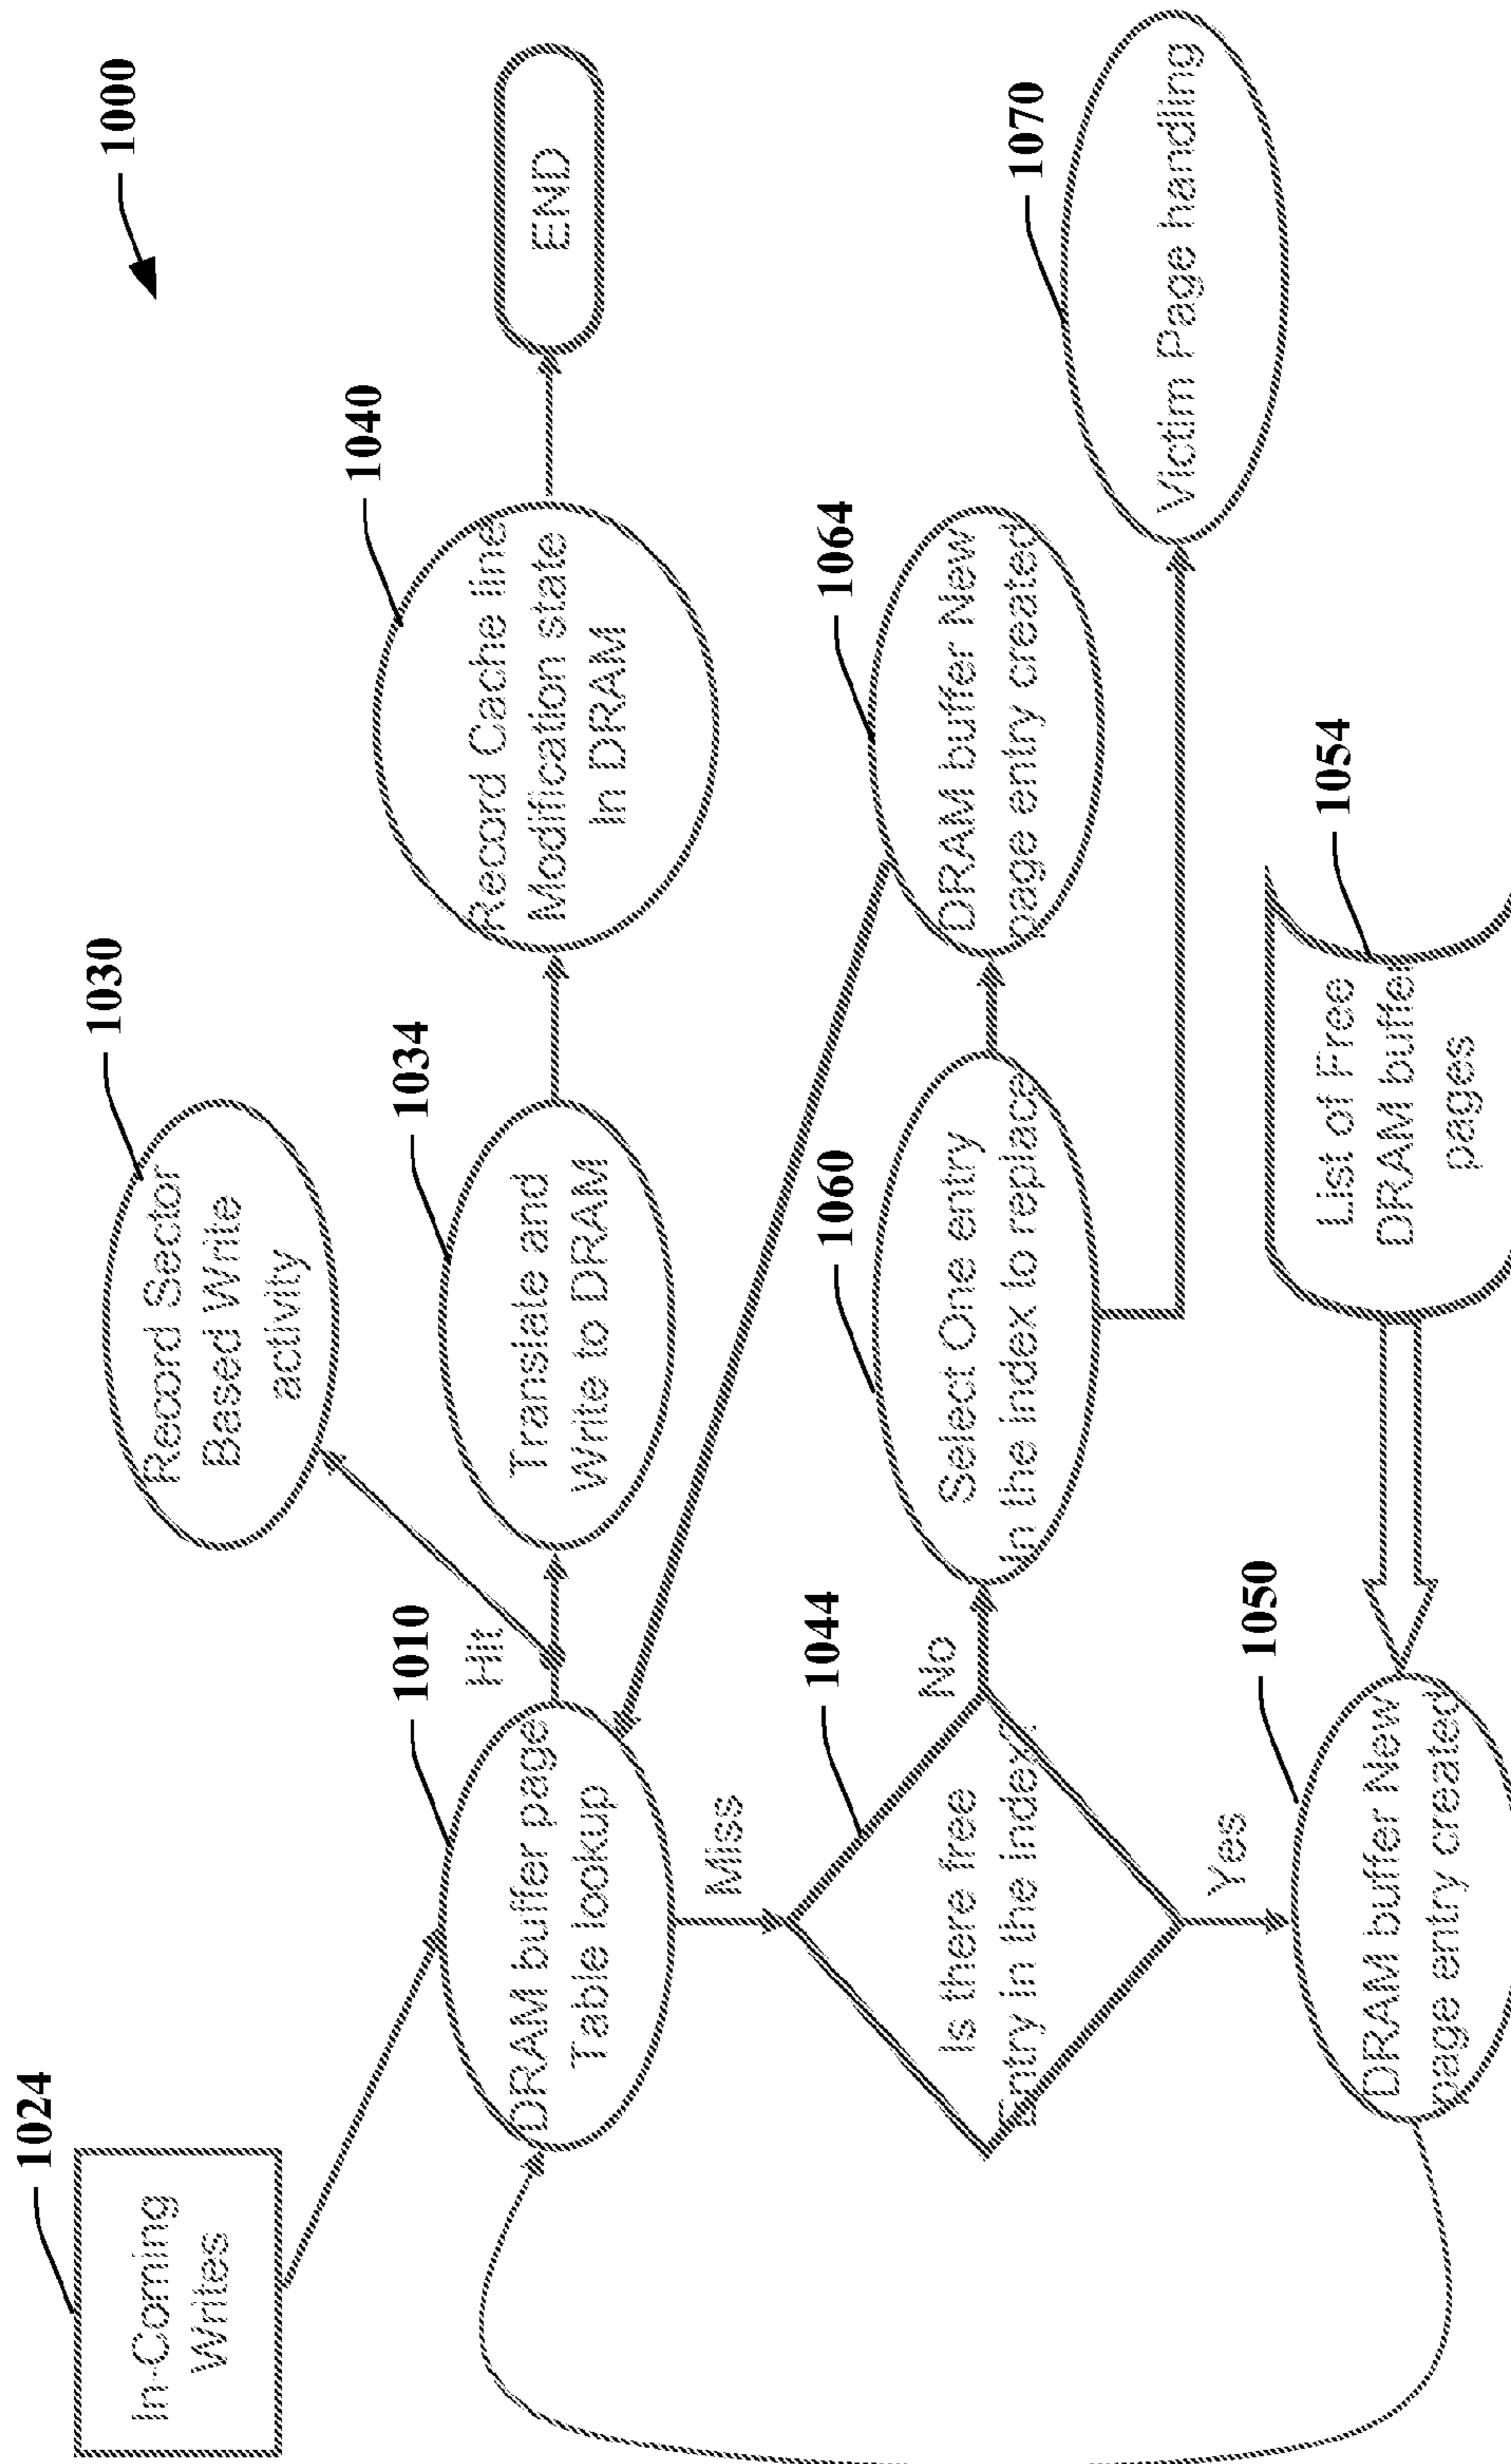 1000
1024
In-Coming
Writes
1010
DRAM buffer page
Table lookup
Hit
1030
Record Sector
Based Write
activity
1034
Translate and
Write to DRAM
1040
Record Cache line
Modification state
In DRAM
END
Miss
1044
Is there free
Entry in the index?
No
Yes
1060
Select One entry
In the index to replace
1064
DRAM buffer New
page entry created
1070
Victim Page handling
1050
DRAM buffer New
page entry created
1054
List of Free
DRAM buffer
pages